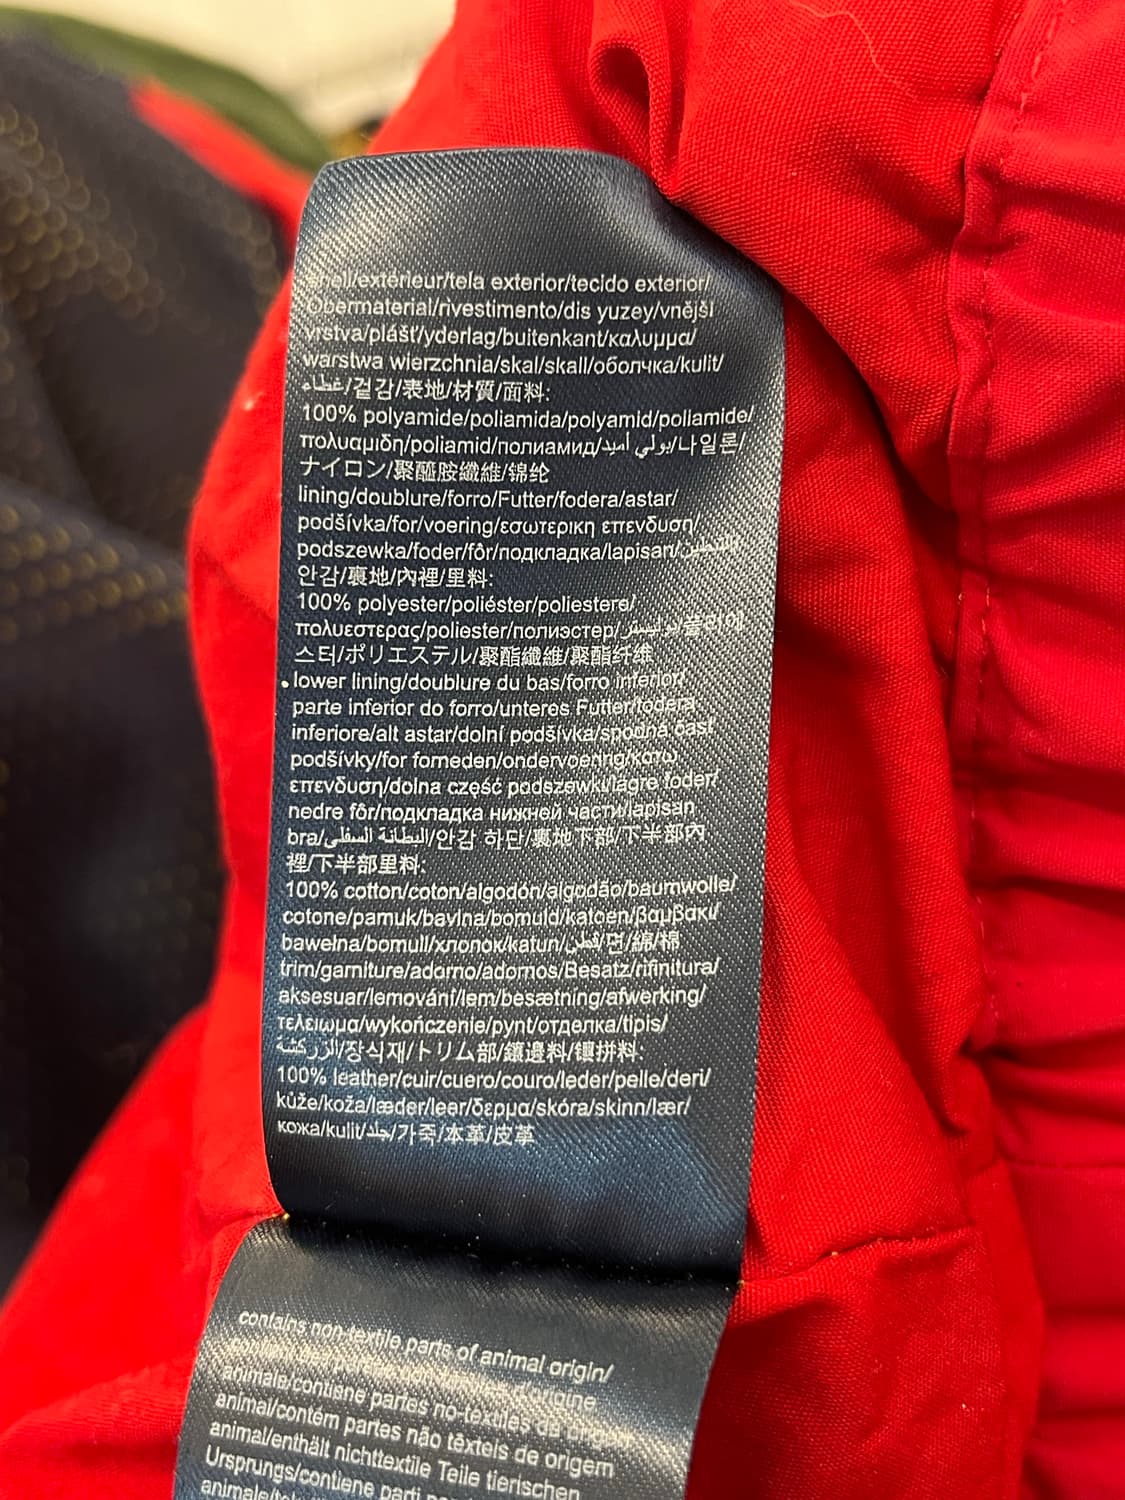 shell/extérieur/tela exterior/tecido exterior/
Obermaterial/rivestimento/dis yuzey/vnější
vrstva/plášť/yderlag/buitenkant/καλυμμα/
warstwa wierzchnia/skal/skall/оболчка/kulit/
غطاء/겉감/表地/材質/面料:
100% polyamide/poliamida/polyamid/poliamide/
πολυαμιδη/poliamid/полиамид/بولي أميد/나일론/
ナイロン/聚醯胺纖維/锦纶
lining/doublure/forro/Futter/fodera/astar/
podšívka/for/voering/εσωτερικη επενδυση/
podszewka/foder/fôr/подкладка/lapisan/
안감/裏地/內裡/里料:
100% polyester/poliéster/poliestere/
πολυεστερας/poliester/полиэстер/
스터/ポリエステル/聚酯纖維/聚酯纤维
lower lining/doublure du bas/forro inferior/
parte inferior do forro/unteres Futter/fodera
inferiore/alt astar/dolní podšívka/spodná časť
podšívky/for forneden/ondervoering/κατω
επενδυση/dolna część podszewki/lägre foder/
nedre fôr/подкладка нижней части/lapisan
bra/البطانة السفلى/안감 하단/裏地下部/下半部內
裡/下半部里料:
100% cotton/coton/algodón/algodão/baumwolle/
cotone/pamuk/bavlna/bomuld/katoen/βαμβακι/
bawełna/bomull/хлопок/katun/قطن/면/綿/棉
trim/garniture/adorno/adornos/Besatz/rifinitura/
aksesuar/lemování/lem/besætning/afwerking/
τελειωμα/wykończenie/pynt/отделка/tipis/
الزركشة/장식재/トリム部/鑲邊料/镶拼料:
100% leather/cuir/cuero/couro/leder/pelle/deri/
kůže/koža/læder/leer/δερμα/skóra/skinn/lær/
кожа/kulit/جلد/가죽/本革/皮革
contains non-textile parts of animal origin/
d'origine
animale/contiene partes no-textiles de origen
animal/contém partes não têxteis de origem
animal/enthält nichttextile Teile tierischen
Ursprungs/contiene parti
animale/